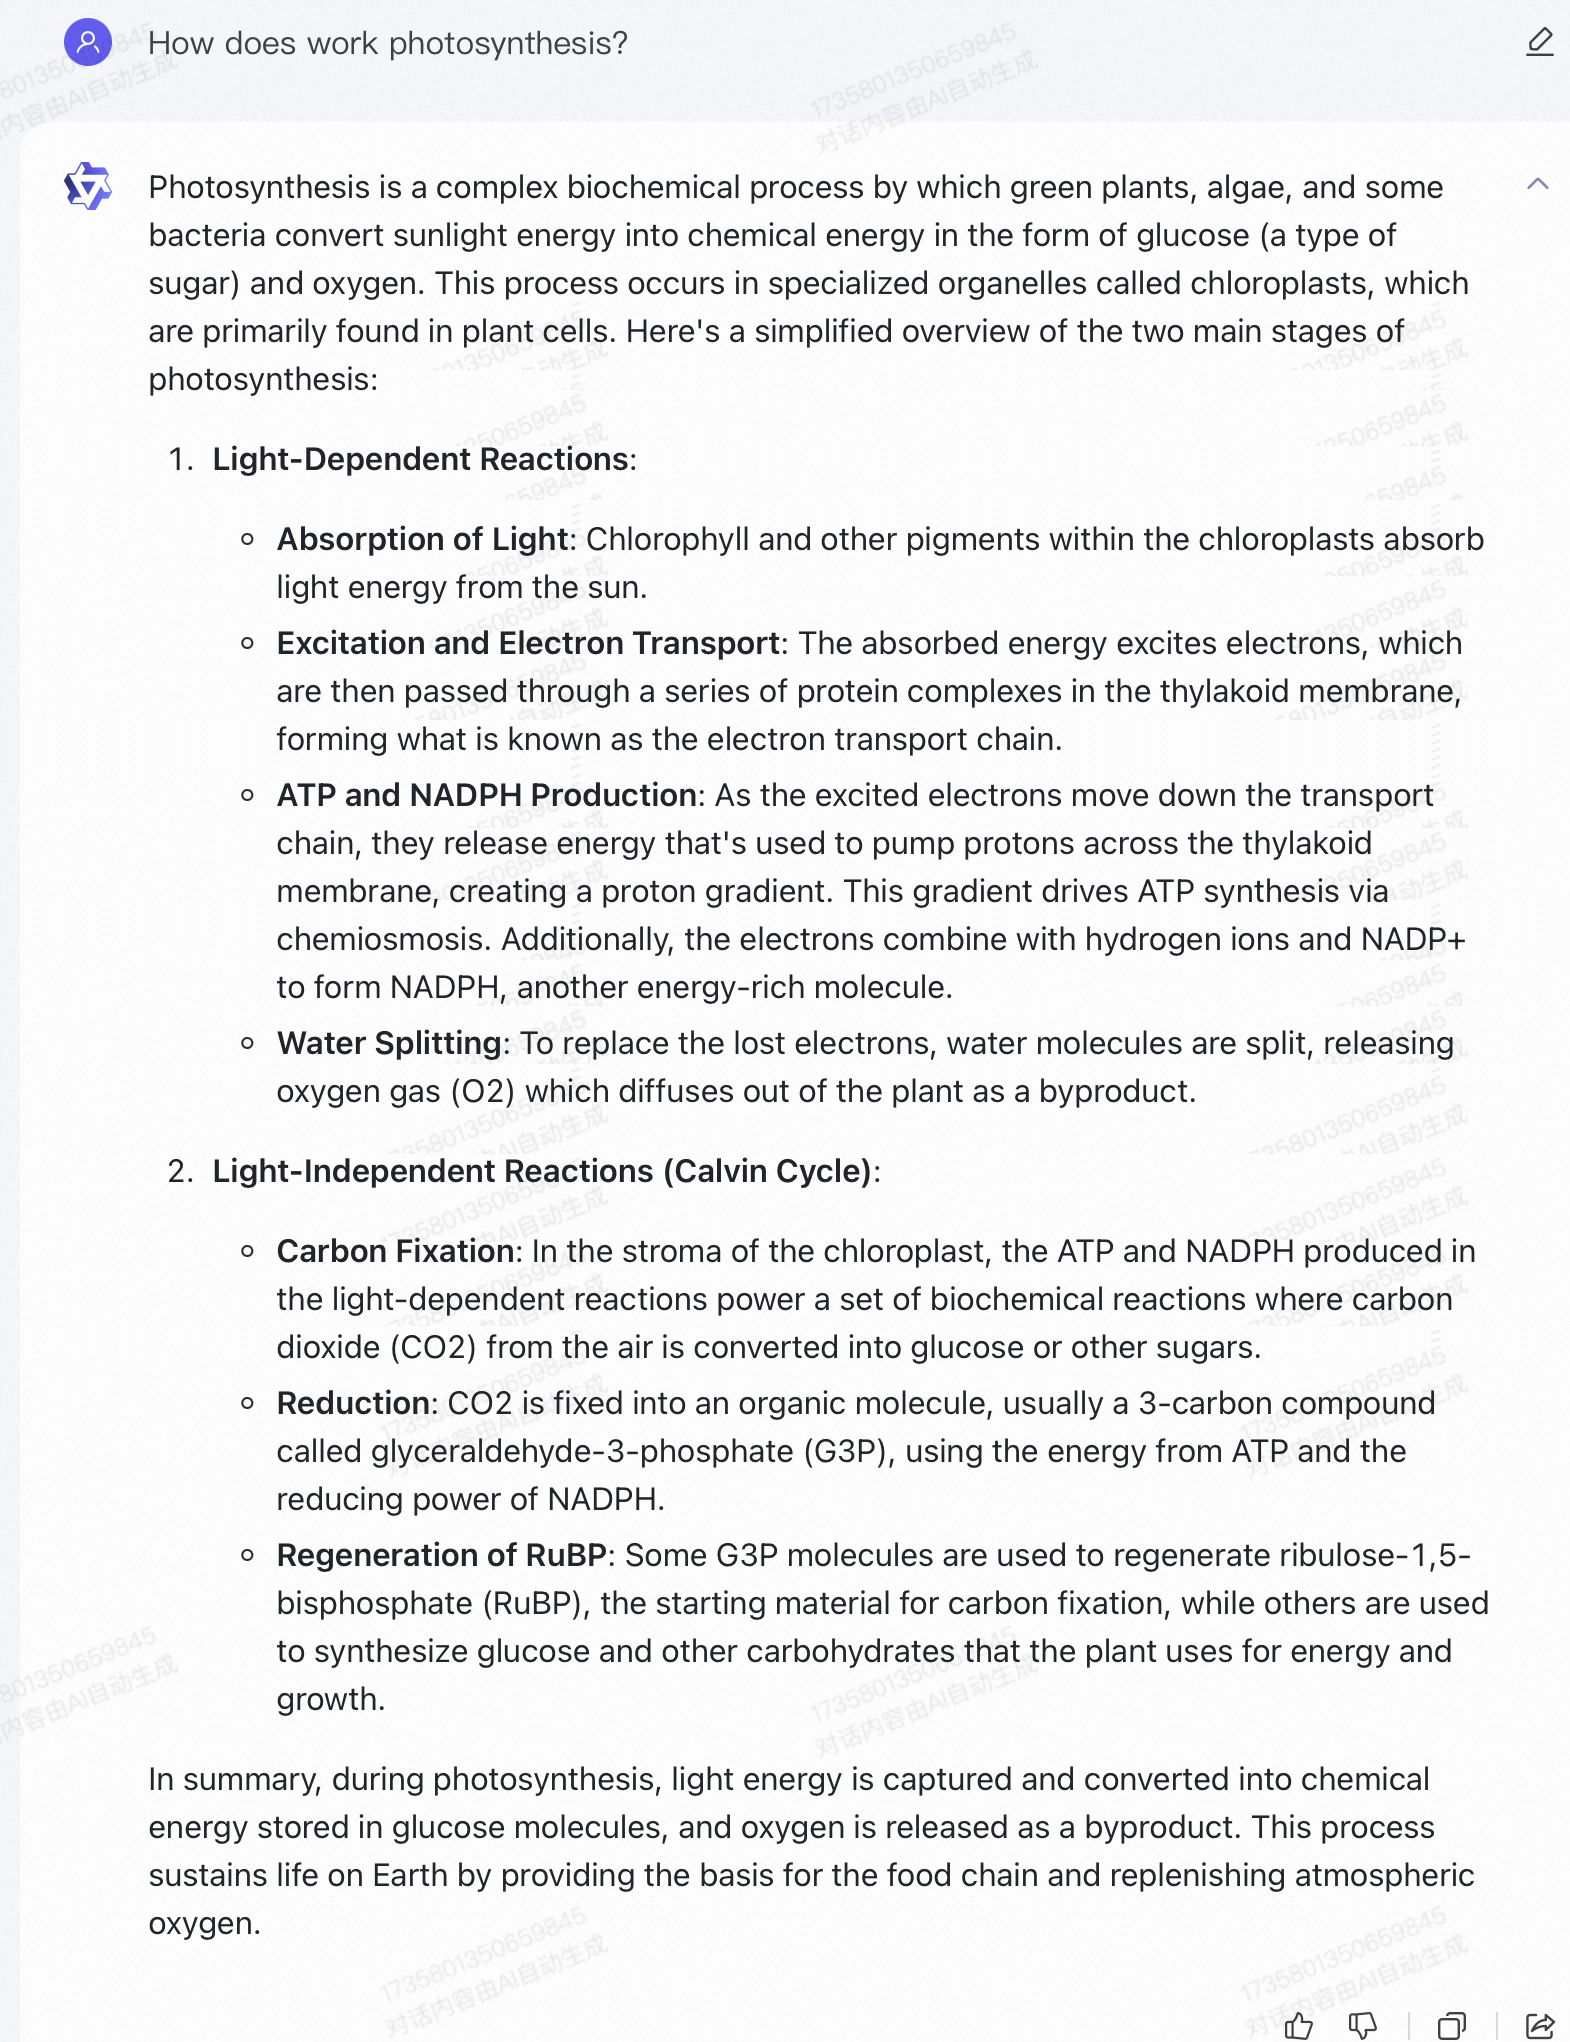 How does work photosynthesis?
Photosynthesis is a complex biochemical process by which green plants, algae, and some
bacteria convert sunlight energy into chemical energy in the form of glucose (a type of
sugar) and oxygen. This process occurs in specialized organelles called chloroplasts, which
are primarily found in plant cells. Here's a simplified overview of the two main stages of
photosynthesis:
1. Light-Dependent Reactions:
Absorption of Light: Chlorophyll and other pigments within the chloroplasts absorb
light energy from the sun.
Excitation and Electron Transport: The absorbed energy excites electrons, which
are then passed through a series of protein complexes in the thylakoid membrane,
forming what is known as the electron transport chain.
ATP and NADPH Production: As the excited electrons move down the transport
chain, they release energy that's used to pump protons across the thylakoid
membrane, creating a proton gradient. This gradient drives ATP synthesis via
chemiosmosis. Additionally, the electrons combine with hydrogen ions and NADP+
to form NADPH, another energy-rich molecule.
Water Splitting: To replace the lost electrons, water molecules are split, releasing
oxygen gas (O2) which diffuses out of the plant as a byproduct.
2. Light-Independent Reactions (Calvin Cycle):
Carbon Fixation: In the stroma of the chloroplast, the ATP and NADPH produced in
the light-dependent reactions power a set of biochemical reactions where carbon
dioxide (CO2) from the air is converted into glucose or other sugars.
Reduction: CO2 is fixed into an organic molecule, usually a 3-carbon compound
called glyceraldehyde-3-phosphate (G3P), using the energy from ATP and the
reducing power of NADPH.
Regeneration of RuBP: Some G3P molecules are used to regenerate ribulose-1,5-
bisphosphate (RuBP), the starting material for carbon fixation, while others are used
to synthesize glucose and other carbohydrates that the plant uses for energy and
growth.
In summary, during photosynthesis, light energy is captured and converted into chemical
energy stored in glucose molecules, and oxygen is released as a byproduct. This process
sustains life on Earth by providing the basis for the food chain and replenishing atmospheric
oxygen.
1735801350659845
对话内容由AI自动生成